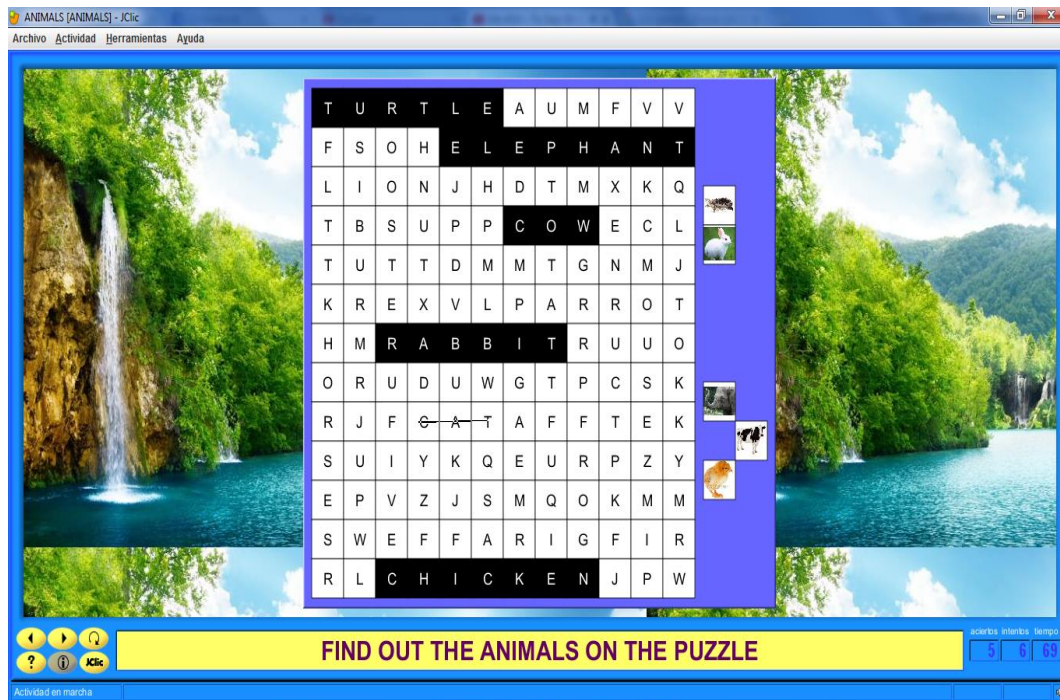 ANIMALS [ANIMALS] - JClic
Archivo Actividad Herramientas Ayuda
T U R T L E A U M F V V
F S O H E L E P H A N T
L I O N J H D T M X K Q
T B S U P P C O W E C L
T U T T D M M T G N M J
K R E X V L P A R R O T
H M R A B B I T R U U O
O R U D U W G T P C S K
R J F C A T A F F T E K
S U I Y K Q E U R P Z Y
E P V Z J S M Q O K M M
S W E F F A R I G F I R
R L C H I C K E N J P W
FIND OUT THE ANIMALS ON THE PUZZLE
aciertos intentos tiempo
5 6 69
? i JClic
Actividad en marcha